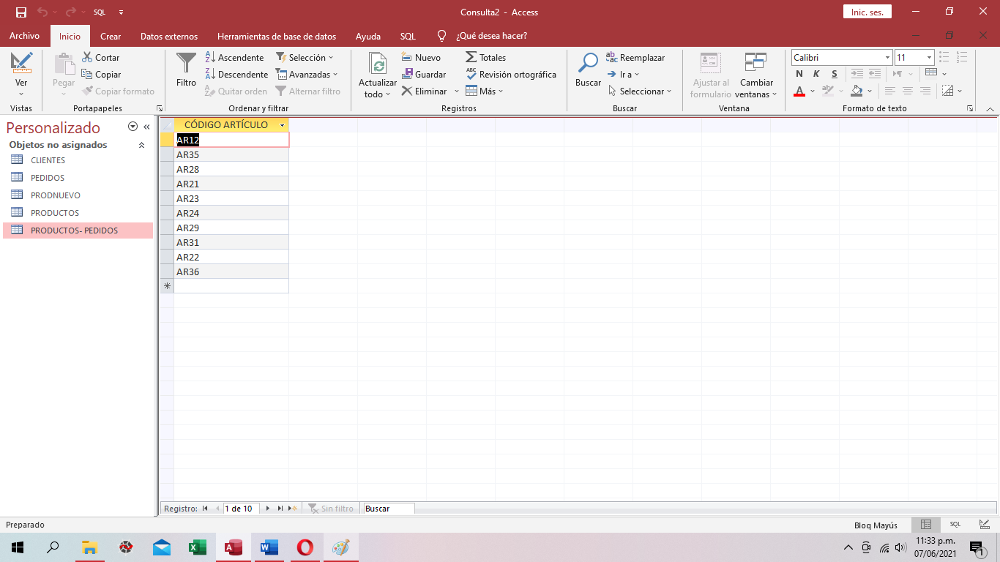 SQL
Consulta2 - Access
Inic. ses.
Archivo Inicio Crear Datos externos Herramientas de base de datos Ayuda SQL ¿Qué desea hacer?
Ver
Vistas
Pegar
Cortar
Copiar
Copiar formato
Portapapeles
Filtro
Ascendente
Descendente
Quitar orden
Selección
Avanzadas
Alternar filtro
Ordenar y filtrar
Actualizar
todo
Nuevo
Guardar
Eliminar
Totales
Revisión ortográfica
Más
Registros
Buscar
Reemplazar
Ir a
Seleccionar
Buscar
Ajustar al
formulario
Cambiar
ventanas
Ventana
Calibri 11
N K S
Formato de texto
Personalizado
Objetos no asignados
CLIENTES
PEDIDOS
PRODNUEVO
PRODUCTOS
PRODUCTOS- PEDIDOS
CÓDIGO ARTÍCULO
AR12
AR35
AR28
AR21
AR23
AR24
AR29
AR31
AR22
AR36
Registro: 1 de 10 Sin filtro Buscar
Preparado
Bloq Mayús SQL
11:33 p.m.
07/06/2021
1